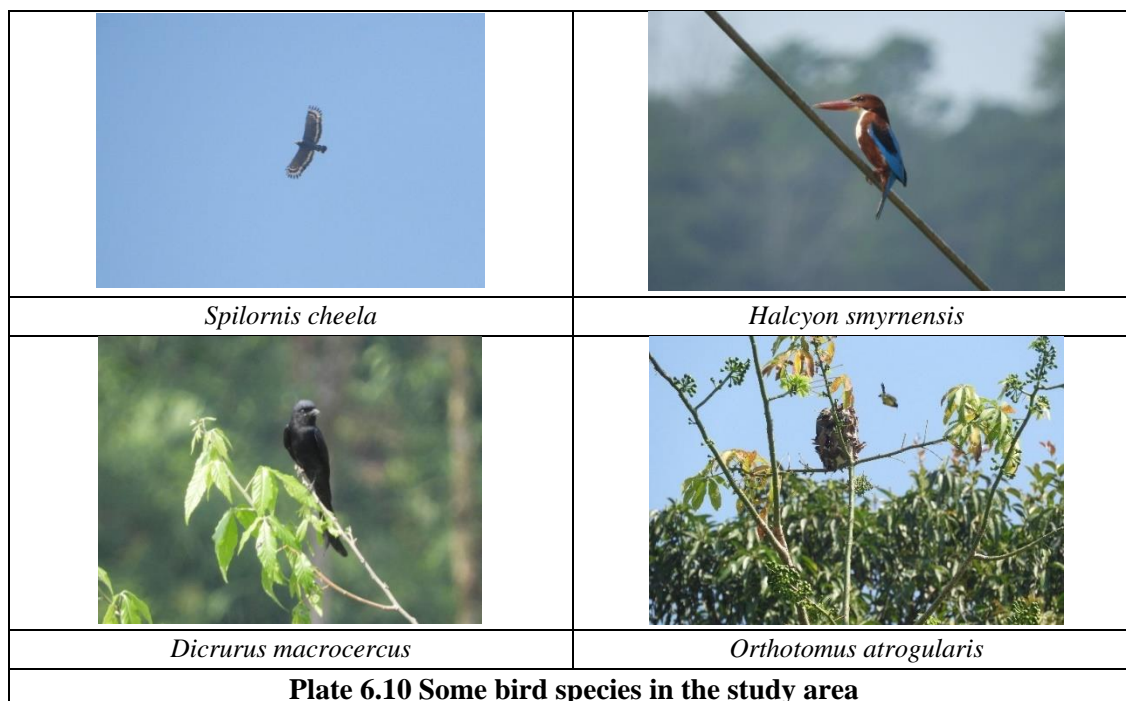 Spilornis cheela
Halcyon smyrnensis
Dicrurus macrocercus
Orthotomus atrogularis
Plate 6.10 Some bird species in the study area